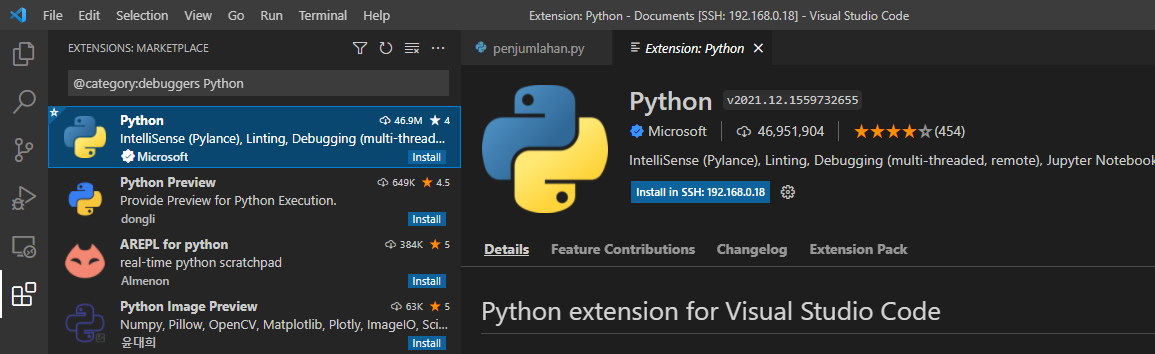 File Edit Selection View Go Run Terminal Help
Extension: Python - Documents [SSH: 192.168.0.18] - Visual Studio Code
EXTENSIONS: MARKETPLACE
@category:debuggers Python
Python 46.9M ★ 4
IntelliSense (Pylance), Linting, Debugging (multi-thread...
Microsoft Install
Python Preview 649K ★ 4.5
Provide Preview for Python Execution.
dongli Install
AREPL for python 384K ★ 5
real-time python scratchpad
Almenon Install
Python Image Preview 63K ★ 5
Numpy, Pillow, OpenCV, Matplotlib, Plotly, ImageIO, Sci...
윤대희 Install
penjumlahan.py Extension: Python
Python v2021.12.1559732655
Microsoft 46,951,904 ★★★★☆ (454)
IntelliSense (Pylance), Linting, Debugging (multi-threaded, remote), Jupyter Notebook
Install in SSH: 192.168.0.18
Details Feature Contributions Changelog Extension Pack
Python extension for Visual Studio Code